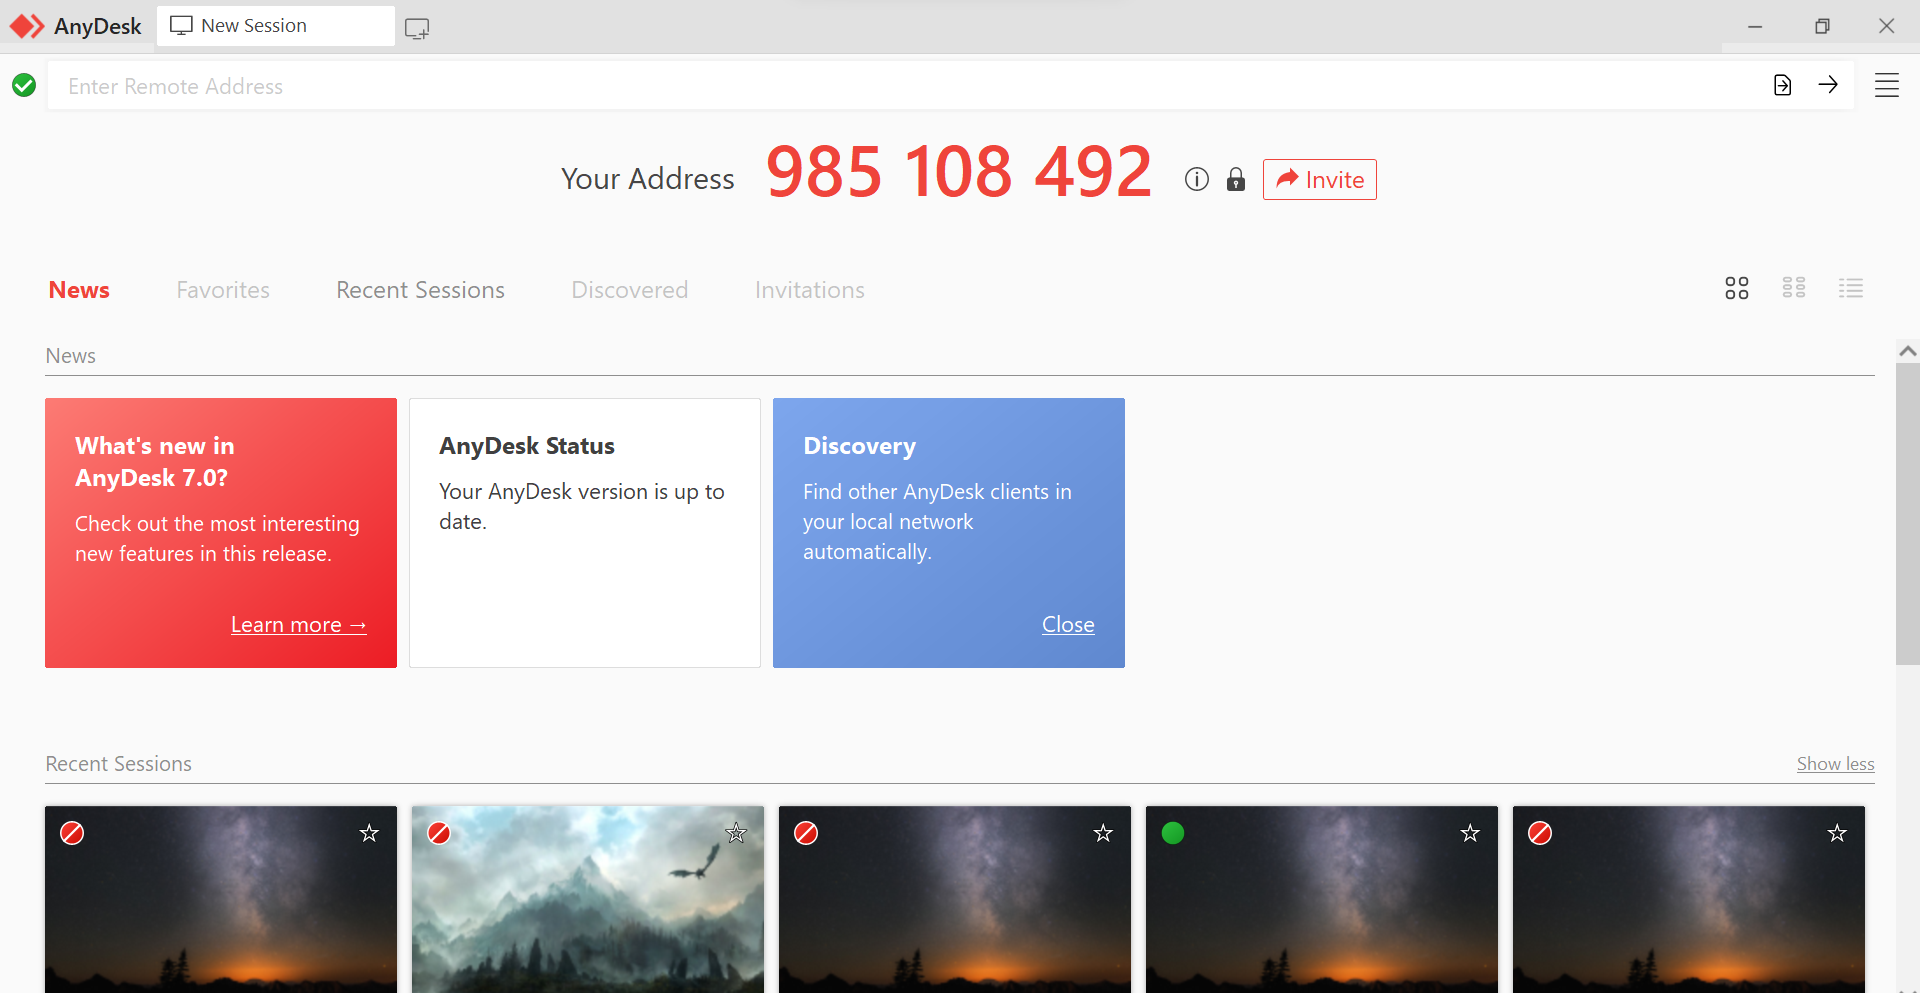 AnyDesk
New Session
Enter Remote Address
Your Address 985 108 492 Invite
News Favorites Recent Sessions Discovered Invitations
News
What's new in
AnyDesk 7.0?
Check out the most interesting
new features in this release.
Learn more →
AnyDesk Status
Your AnyDesk version is up to
date.
Discovery
Find other AnyDesk clients in
your local network
automatically.
Close
Recent Sessions Show less